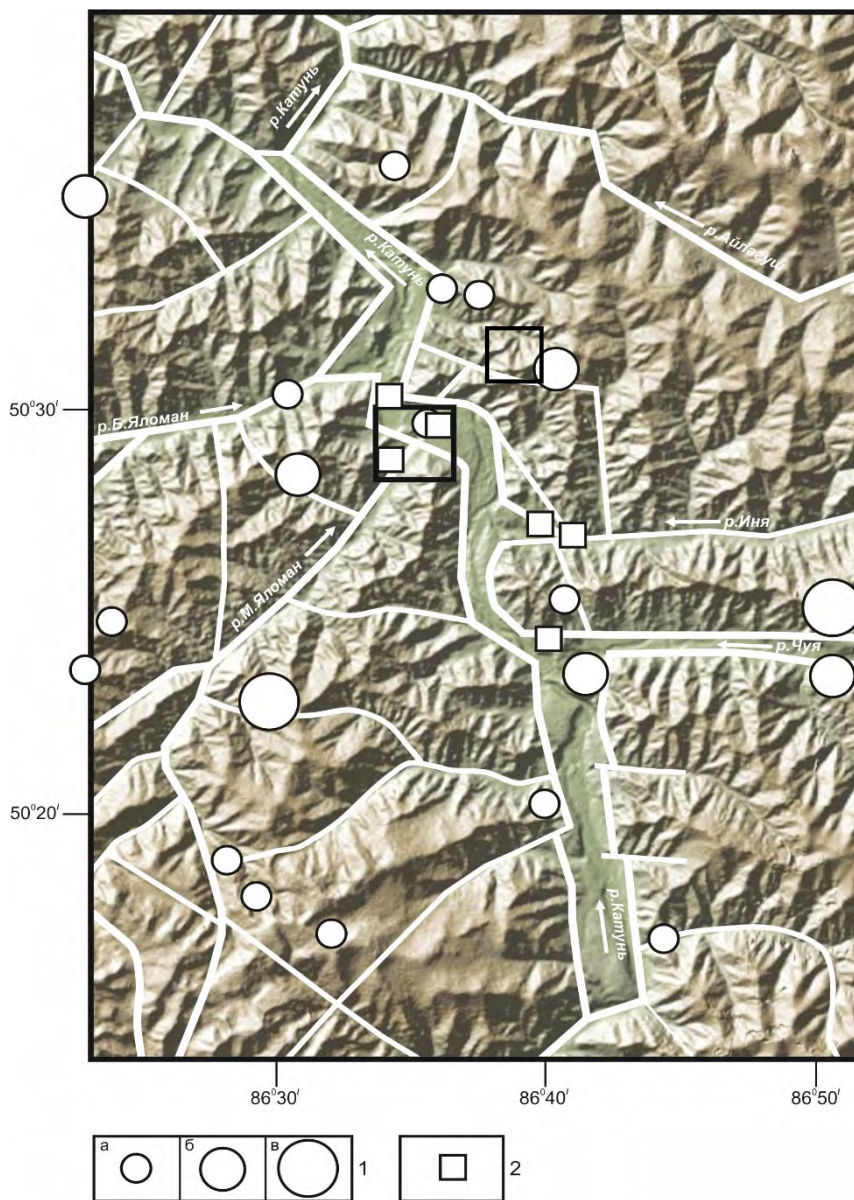 р.Катунь
р.Айлагуш
р.Катунь
50°30'
р.Б.Яломан
р.Иня
р.М.Яломан
р.Чуя
50°20'
р.Катунь
86°30'
86°40'
86°50'
а
б
в
1
2